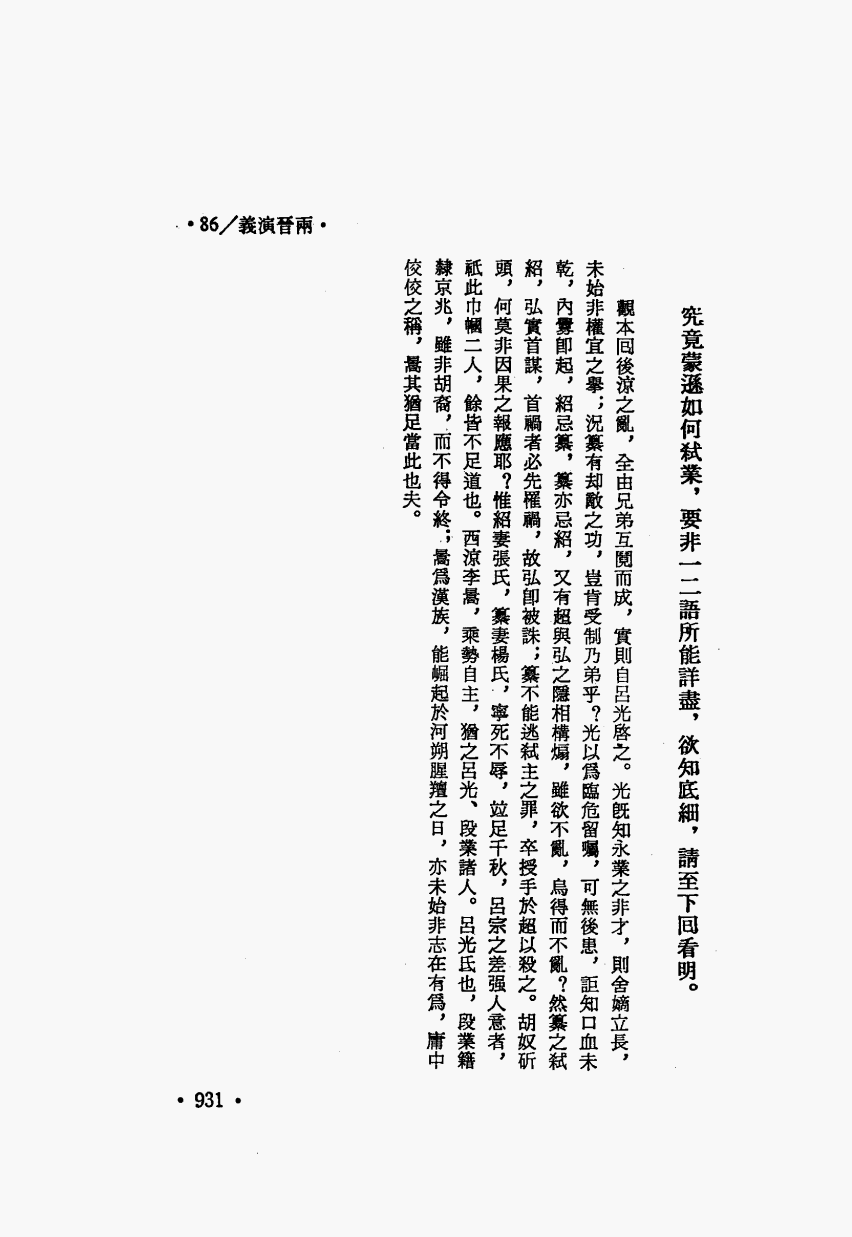 ·兩晉演義／86·
究竟蒙遜如何弒業，要非一二語所能詳盡，欲知底細，請至下回看明。
觀本回後涼之亂，全由兄弟互鬩而成，實則自呂光啓之。光旣知永業之非才，則舍嫡立長，
未始非權宜之舉；況纂有却敵之功，豈肯受制乃弟乎？光以爲臨危留囑，可無後患，詎知口血未
乾，內釁卽起，紹忌纂，纂亦忌紹，又有超與弘之隱相構煽，雖欲不亂，烏得而不亂？然纂之弒
紹，弘實首謀，首禍者必先罹禍，故弘卽被誅；纂不能逃弒主之罪，卒授手於超以殺之。胡奴斫
頭，何莫非因果之報應耶？惟紹妻張氏，纂妻楊氏，寧死不辱，竝足千秋，呂宗之差强人意者，
祇此巾幗二人，餘皆不足道也。西涼李暠，乘勢自主，猶之呂光、段業諸人。呂光氐也，段業籍
隸京兆，雖非胡裔，而不得令終；暠爲漢族，能崛起於河朔腥羶之日，亦未始非志在有爲，庸中
佼佼之稱，暠其猶足當此也夫。
·931·